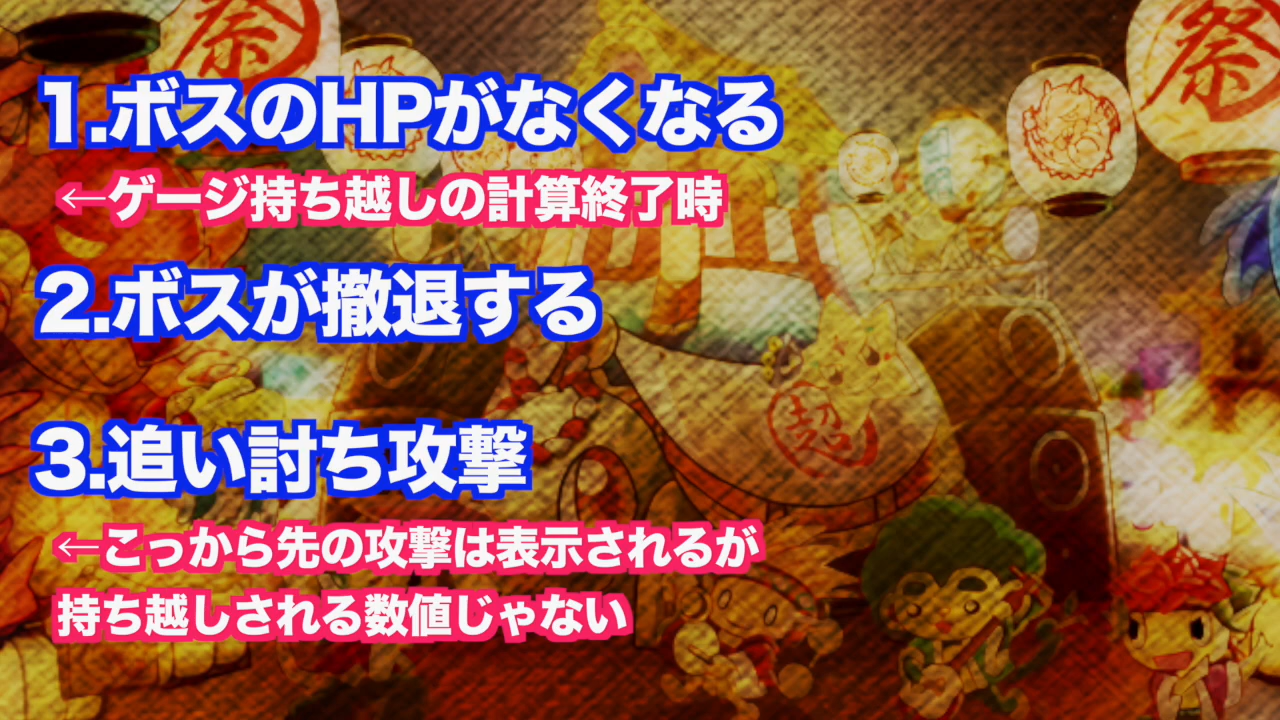 祭
祭
1.ボスのHPがなくなる
←ゲージ持ち越しの計算終了時
2.ボスが撤退する
超
3.追い討ち攻撃
←こっから先の攻撃は表示されるが
持ち越しされる数値じゃない